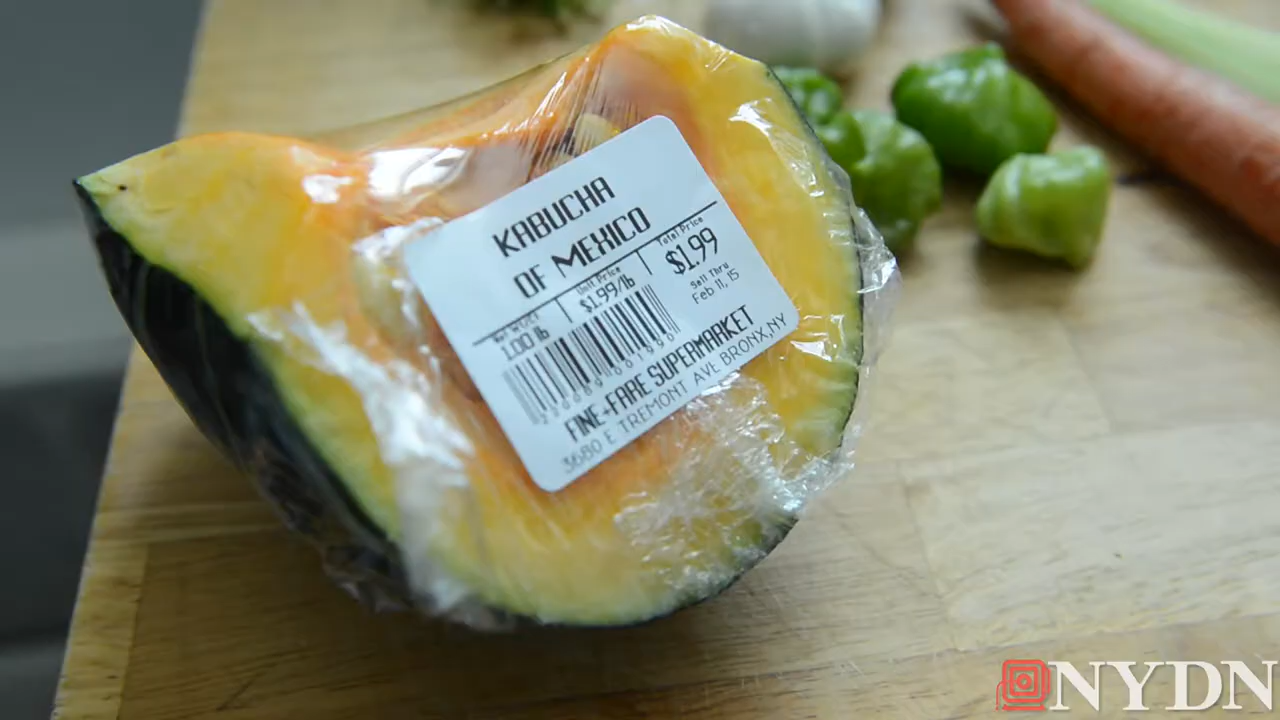 KABUCHA
OF MEXICO
Unit Price
Total Price
1.00 lb
$1.99/lb
$1.99
Sell Thru
Feb 11, 15
FINE-FARE SUPERMARKET
3680 E TREMONT AVE BRONX,NY
NYDN